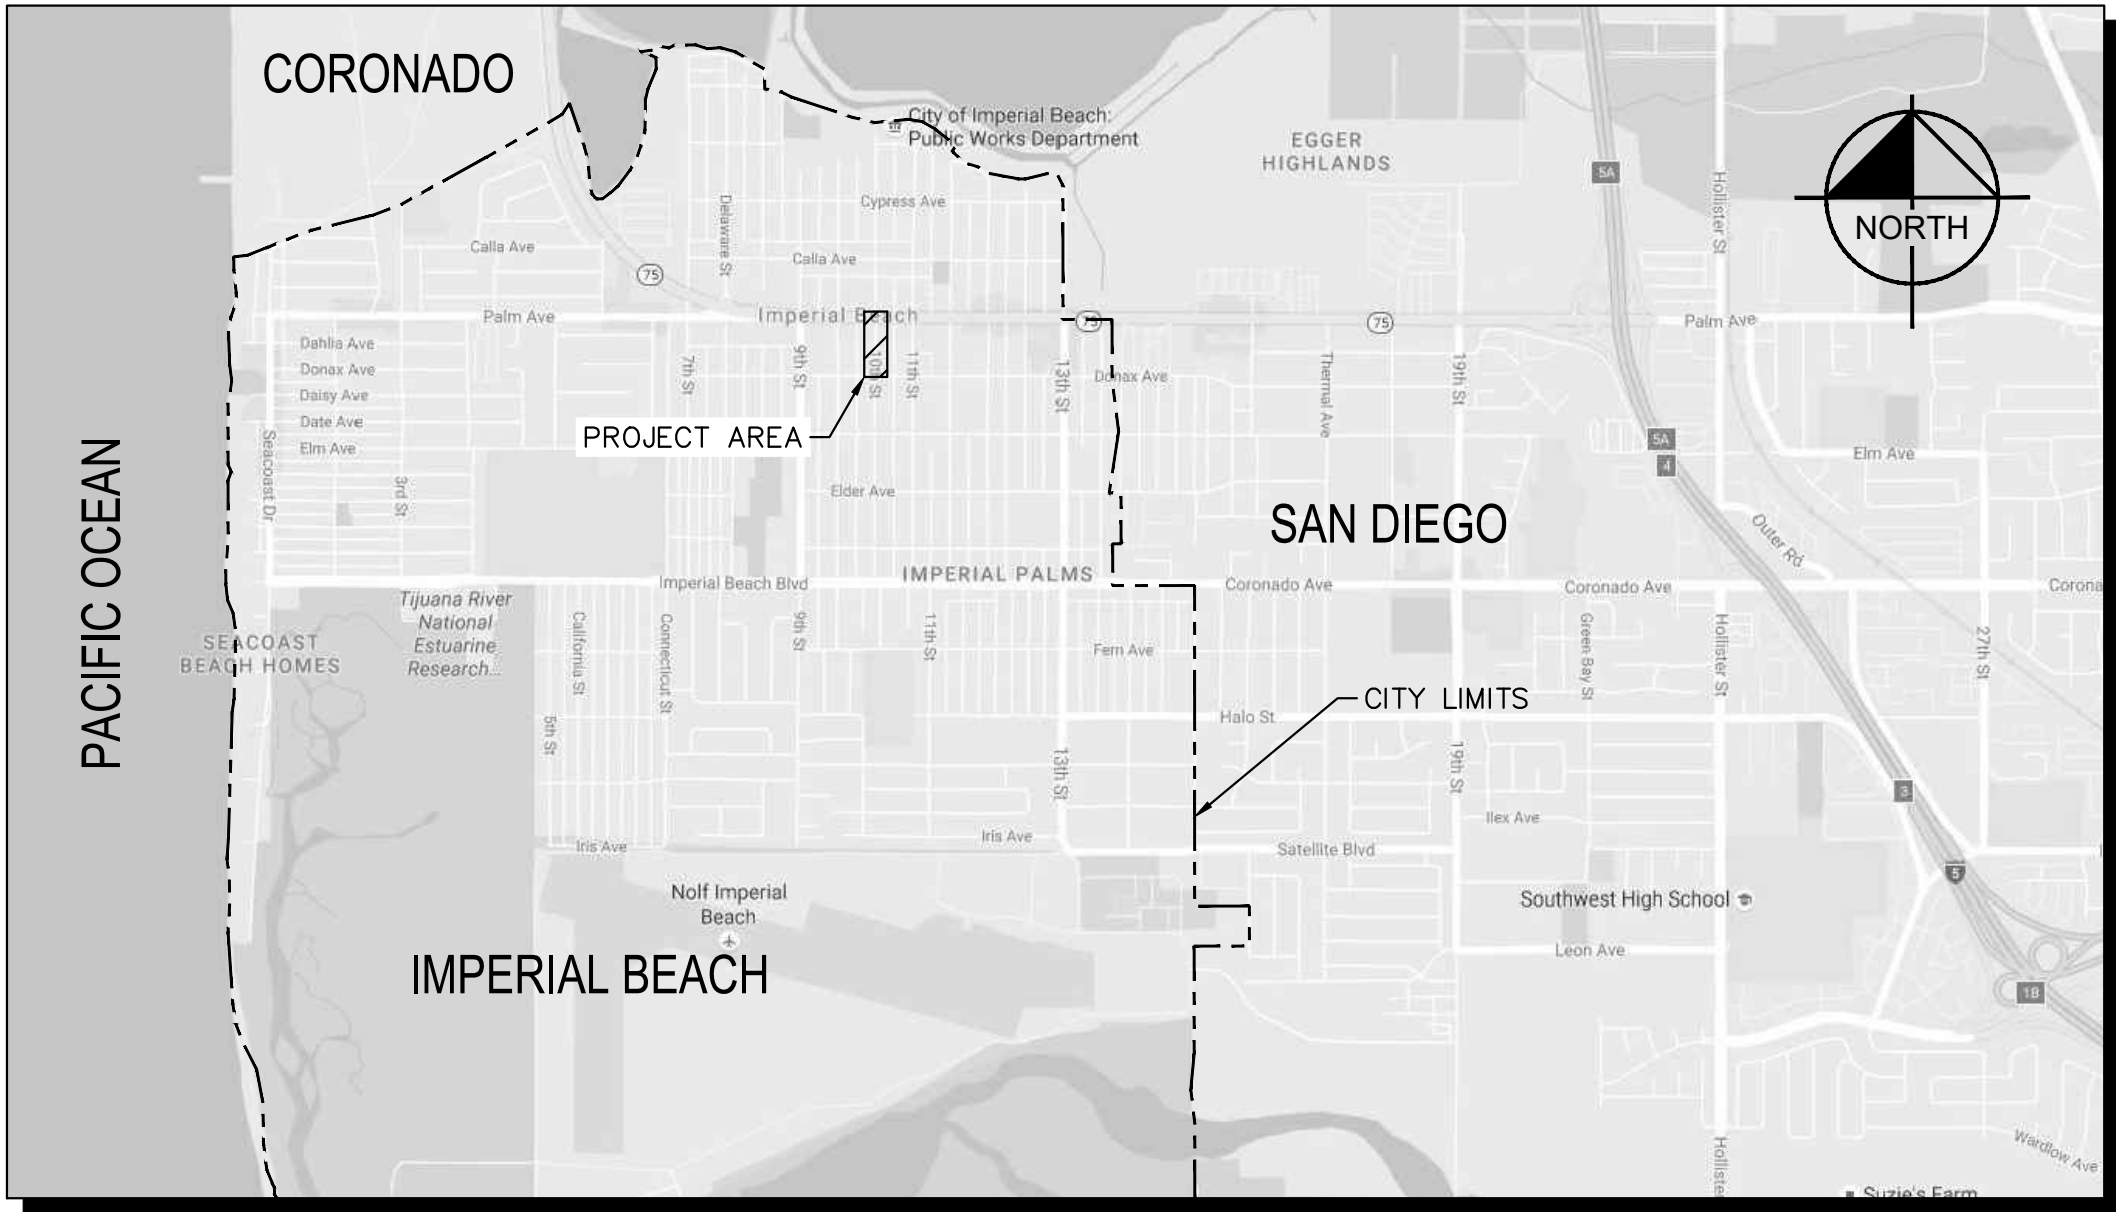 CORONADO
City of Imperial Beach:
Public Works Department
EGGER
HIGHLANDS
5A
Hollister St
NORTH
Cypress Ave
Delaware St
Calla Ave
Calla Ave
75
Palm Ave
Imperial Beach
75
75
Palm Ave
Dahlia Ave
Donax Ave
Daisy Ave
Date Ave
Elm Ave
7th St
9th St
10th St
11th St
13th St
Donax Ave
Thermal Ave
19th St
PROJECT AREA
5A
4
Elm Ave
Seacoast Dr
3rd St
Elder Ave
PACIFIC OCEAN
SAN DIEGO
Outer Rd
Imperial Beach Blvd
IMPERIAL PALMS
Coronado Ave
Coronado Ave
Corona
Tijuana River
National
Estuarine
Research...
SEACOAST
BEACH HOMES
California St
Connecticut St
9th St
11th St
Fern Ave
Green Bay St
Hollister St
27th St
CITY LIMITS
Halo St
5th St
13th St
19th St
3
Ilex Ave
Iris Ave
Iris Ave
Satellite Blvd
5
Nolf Imperial
Beach
Southwest High School
Leon Ave
IMPERIAL BEACH
1B
Hollister
Wardlow Ave
Suzie's Farm